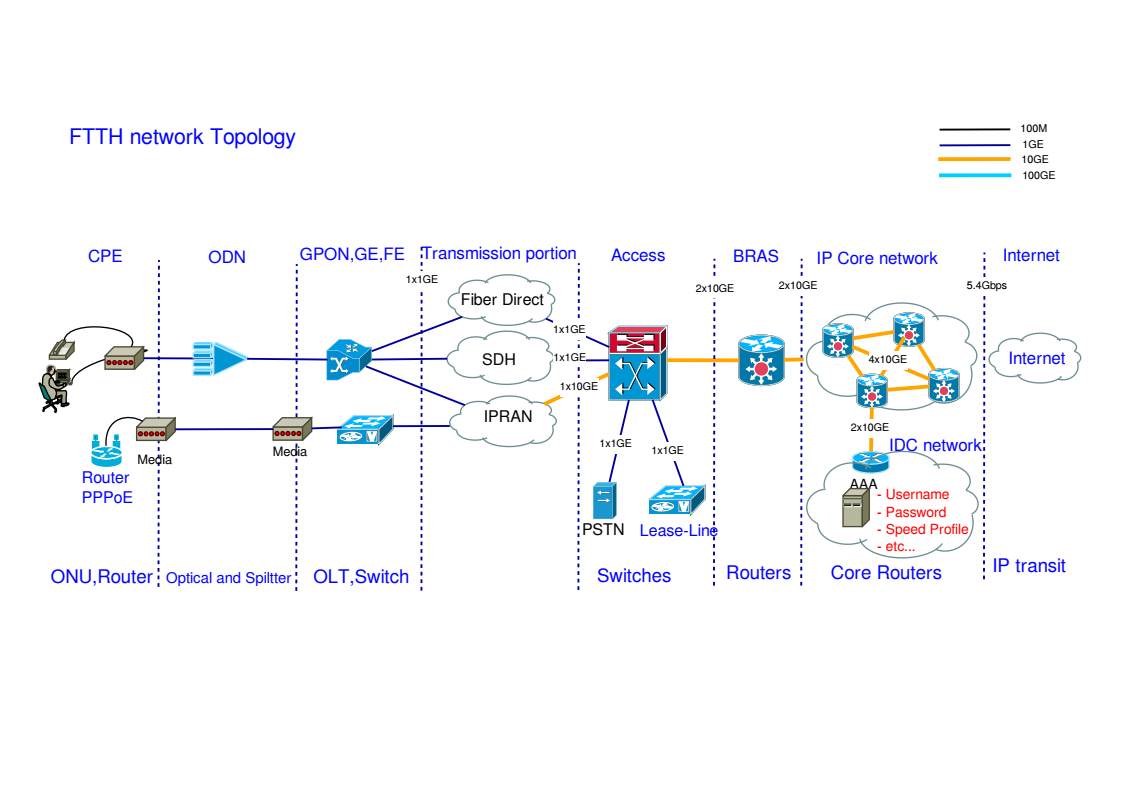 FTTH network Topology
100M
1GE
10GE
100GE
CPE
ODN
GPON,GE,FE
Transmission portion
Access
BRAS
IP Core network
Internet
1x1GE
2x10GE
2x10GE
5.4Gbps
Fiber Direct
1x1GE
SDH
1x1GE
4x10GE
Internet
1x10GE
IPRAN
2x10GE
1x1GE
1x1GE
IDC network
Media
Media
Router
PPPoE
AAA
- Username
- Password
- Speed Profile
- etc...
PSTN
Lease-Line
ONU,Router
Optical and Spiltter
OLT,Switch
Switches
Routers
Core Routers
IP transit